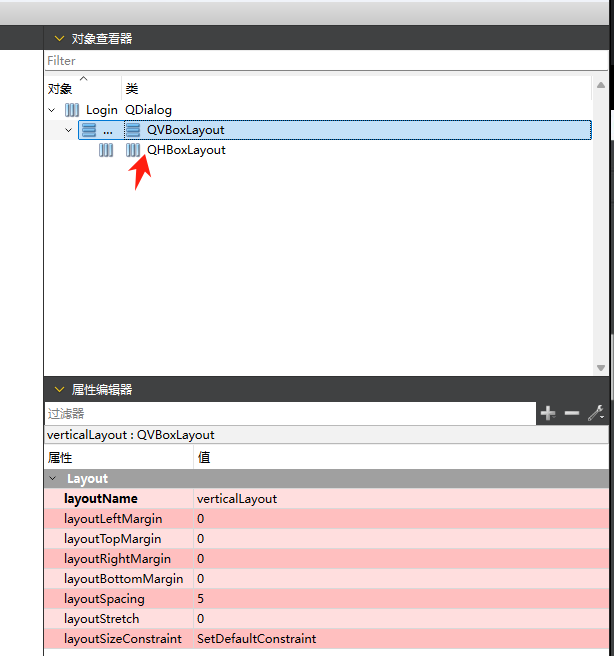 对象查看器
Filter
对象 类
Login QDialog
... QVBoxLayout
QHBoxLayout
属性编辑器
过滤器
verticalLayout : QVBoxLayout
属性 值
Layout
layoutName verticalLayout
layoutLeftMargin 0
layoutTopMargin 0
layoutRightMargin 0
layoutBottomMargin 0
layoutSpacing 5
layoutStretch 0
layoutSizeConstraint SetDefaultConstraint